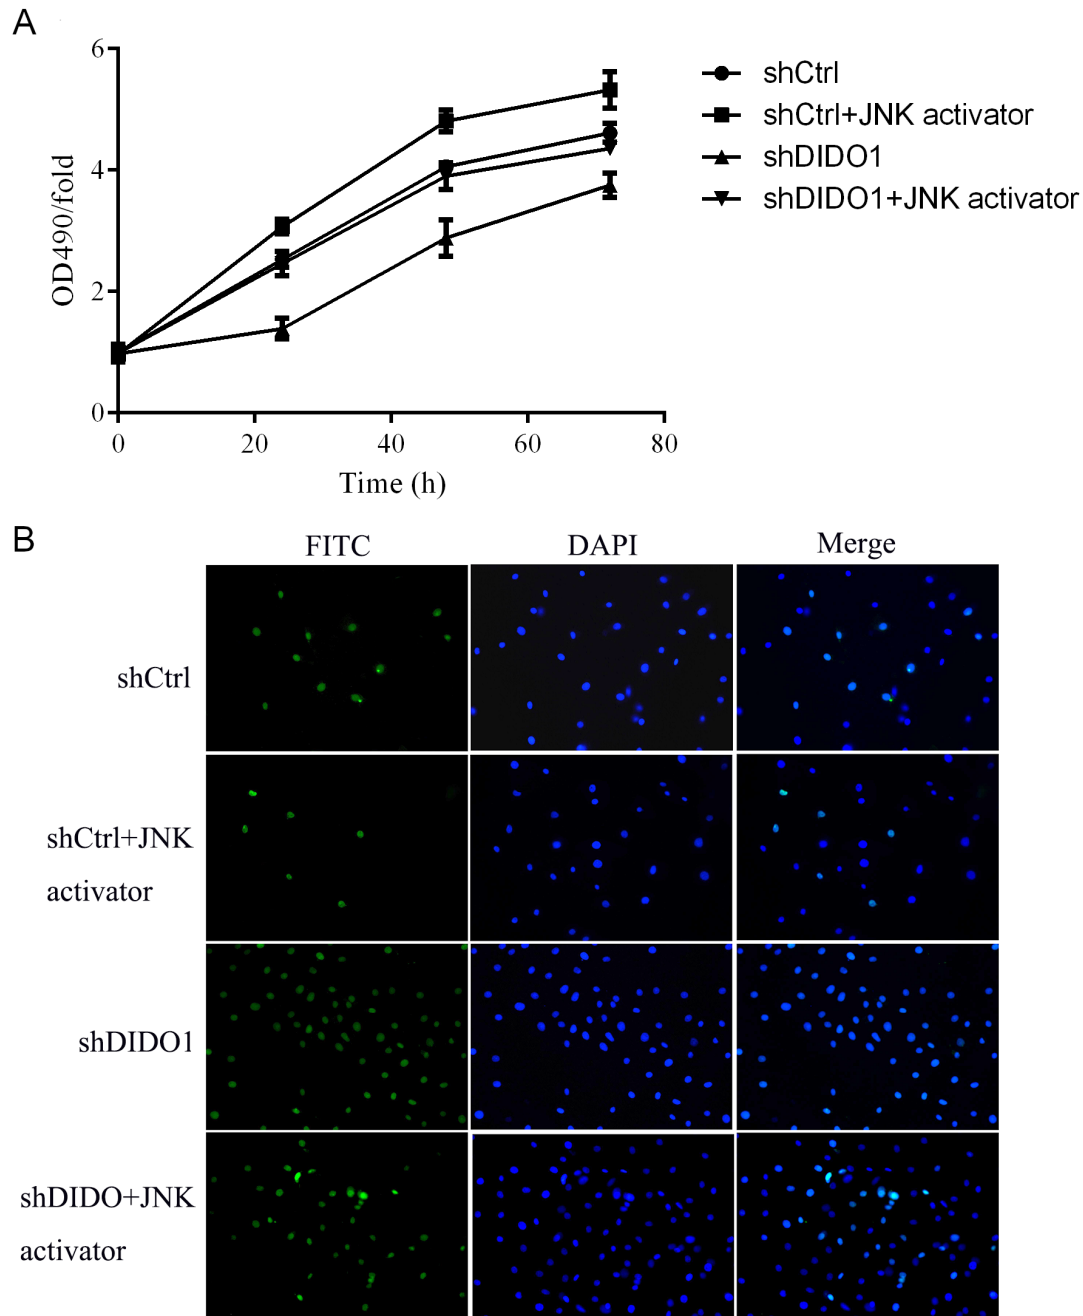 A
6
4
2
0
OD490/fold
0 20 40 60 80
Time (h)
shCtrl
shCtrl+JNK activator
shDIDO1
shDIDO1+JNK activator
B
FITC DAPI Merge
shCtrl
shCtrl+JNK
activator
shDIDO1
shDIDO+JNK
activator